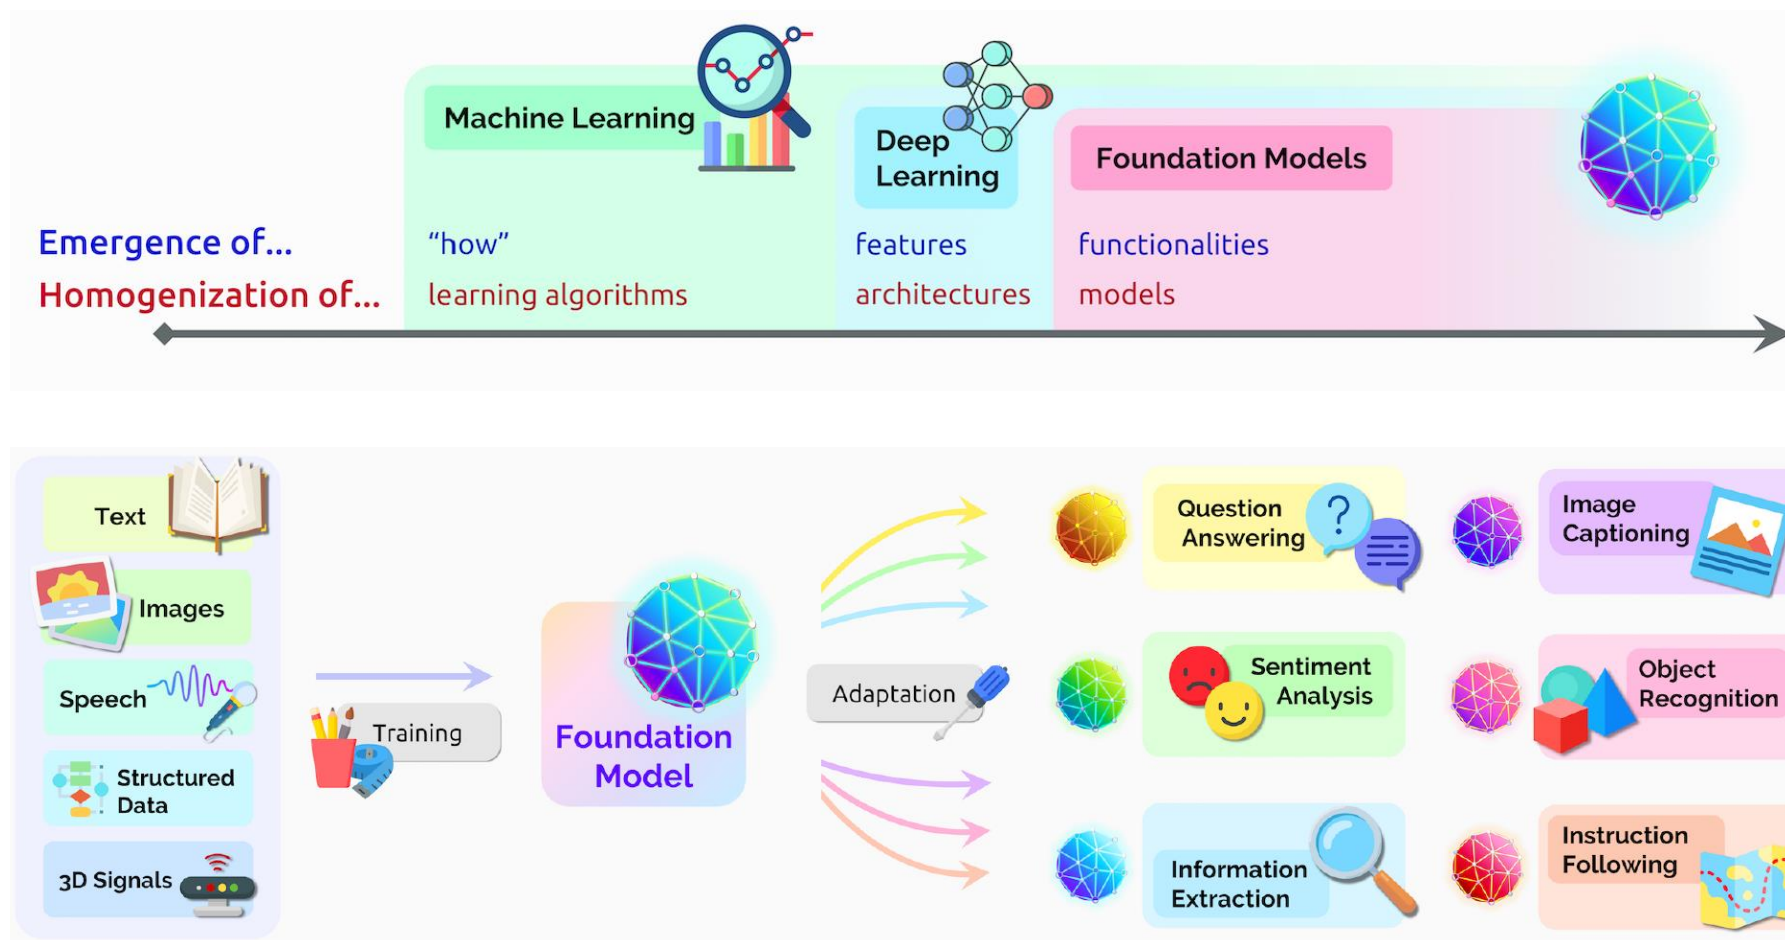 Machine Learning
Deep
Learning
Foundation Models
Emergence of...
“how”
features
functionalities
Homogenization of...
learning algorithms
architectures
models
Text
Images
Speech
Structured
Data
3D Signals
Training
Foundation
Model
Adaptation
Question
Answering
Image
Captioning
Sentiment
Analysis
Object
Recognition
Information
Extraction
Instruction
Following